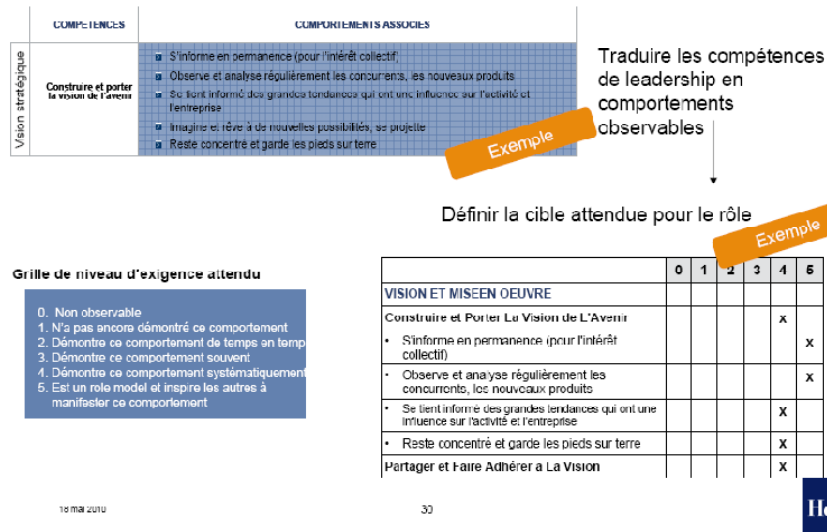 COMPETENCES
COMPORTEMENTS ASSOCIES
Vsion stratégique
Construire et porter
la vision de l'avenir
S'informe en permanence (pour l'intérêt collectif)
Observe et analyse régulièrement les concurrents, les nouveaux produits
Se tient informé des grandes tendances qui ont une influence sur l'activité et
l'entreprise
Imagine et rêve à de nouvelles possibilités, se projette
Reste concentré et garde les pieds sur terre
Exemple
Traduire les compétences
de leadership en
comportements
observables
Définir la cible attendue pour le rôle
Exemple
Grille de niveau d'exigence attendu
0. Non observable
1. N'a pas encore démontré ce comportement
2. Démontre ce comportement de temps en temp
3. Démontre ce comportement souvent
4. Démontre ce comportement systématiquement
5. Est un role model et inspire les autres à
manifester ce comportement
0 1 2 3 4 5
VISION ET MISEEN OEUVRE
Construire et Porter La Vision de L'Avenir x
• S'informe en permanence (pour l'intérêt
collectif) x
• Observe et analyse régulièrement les
concurrents, les nouveaux produits x
• Se tient informé des grandes tendances qui ont une
influence sur l'activité et l'entreprise x
• Reste concentré et garde les pieds sur terre x
Partager et Faire Adhérer a La Vision x
18 mai 2010
30